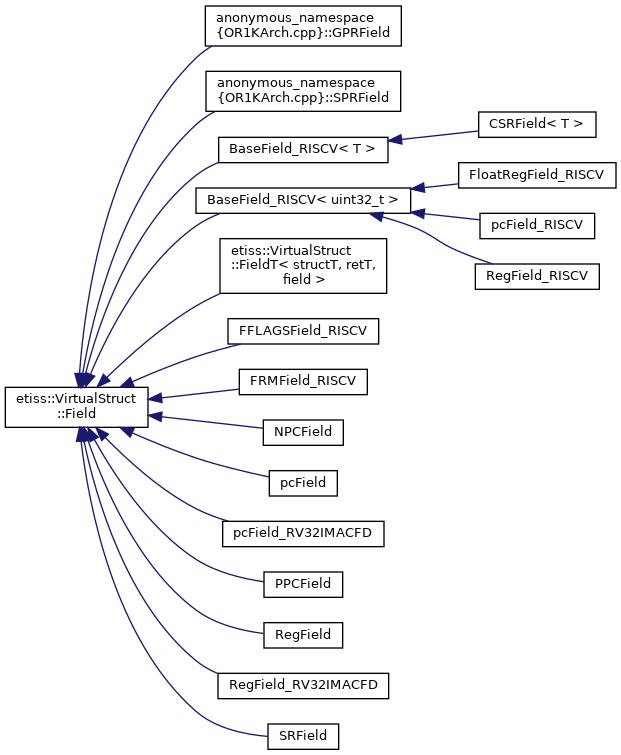 anonymous_namespace
{OR1KArch.cpp}::GPRField
anonymous_namespace
{OR1KArch.cpp}::SPRField
BaseField_RISCV< T >
CSRField< T >
BaseField_RISCV< uint32_t >
FloatRegField_RISCV
pcField_RISCV
RegField_RISCV
etiss::VirtualStruct
::FieldT< structT, retT,
field >
FFLAGSField_RISCV
FRMField_RISCV
etiss::VirtualStruct
::Field
NPCField
pcField
pcField_RV32IMACFD
PPCField
RegField
RegField_RV32IMACFD
SRField